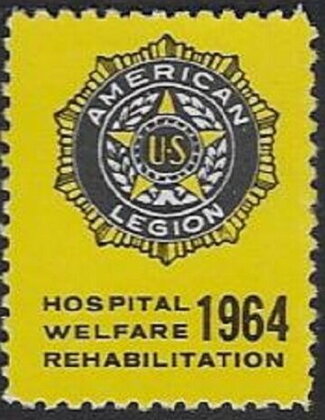 AMERICAN
U·S
LEGION
HOSPITAL
WELFARE 1964
REHABILITATION